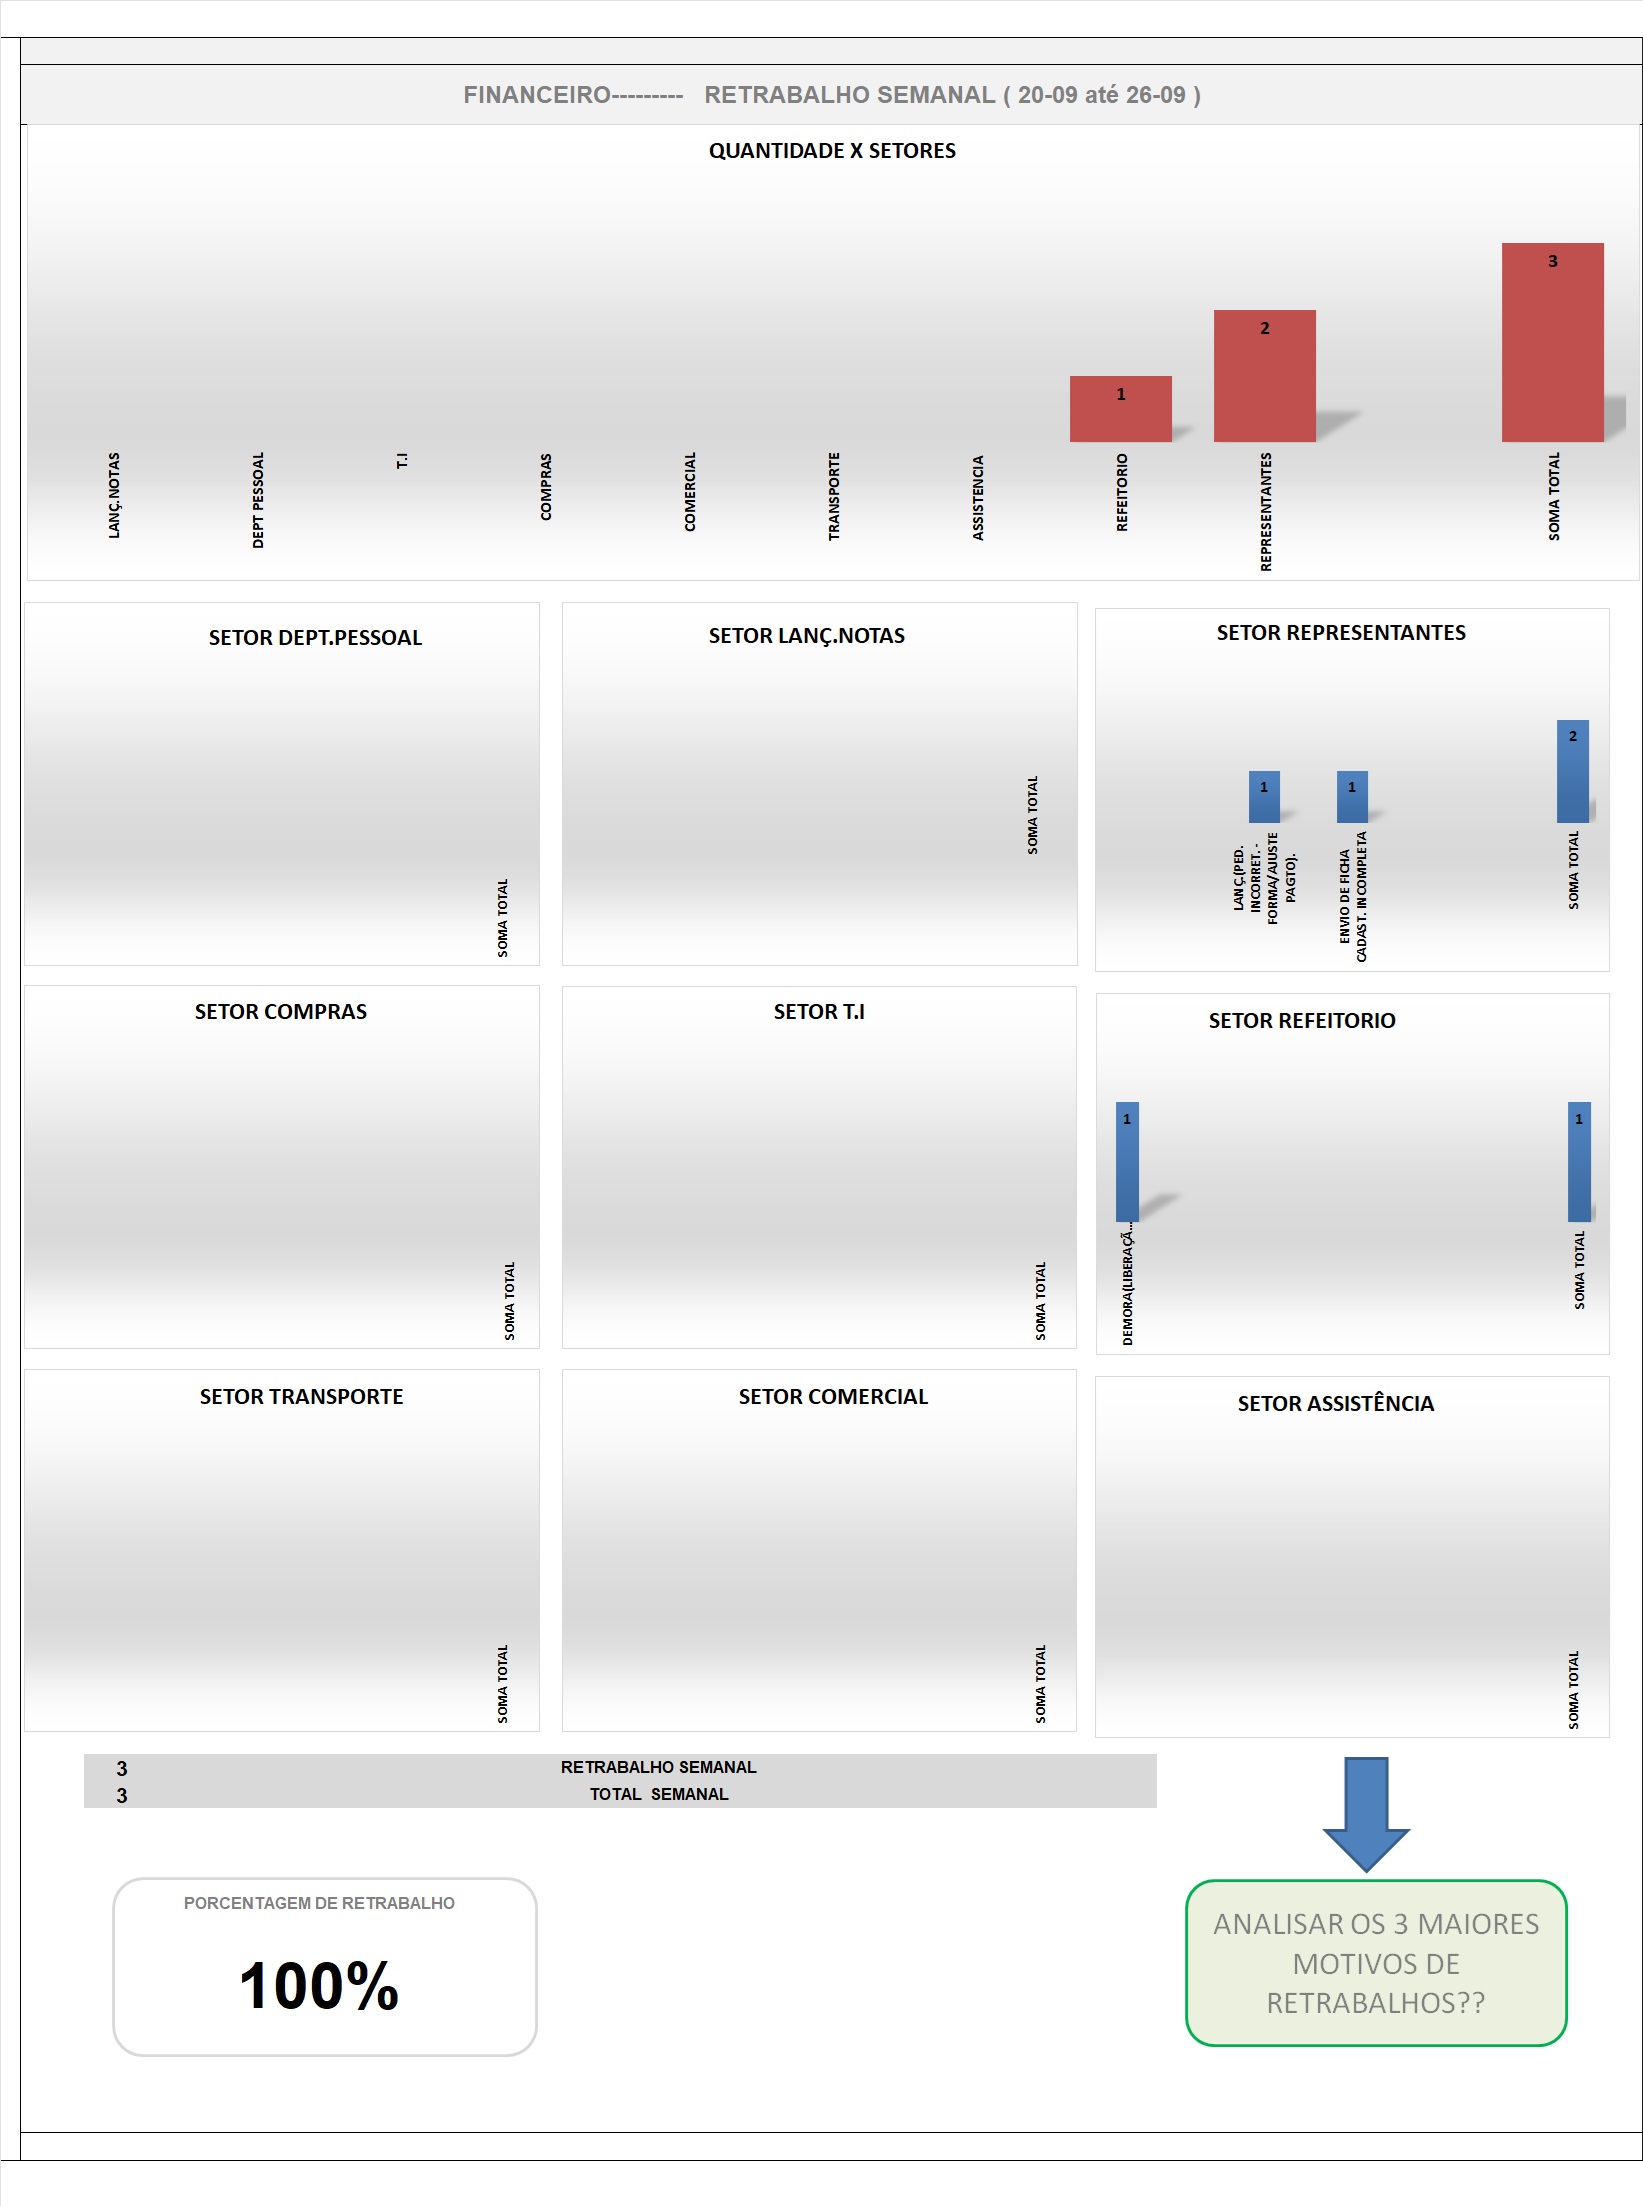 FINANCEIRO---------   RETRABALHO SEMANAL ( 20-09 até 26-09 )
QUANTIDADE X SETORES
1
2
3
LANÇ.NOTAS
DEPT PESSOAL
T.I
COMPRAS
COMERCIAL
TRANSPORTE
ASSISTENCIA
REFEITORIO
REPRESENTANTES
SOMA TOTAL
SETOR DEPT.PESSOAL
SOMA TOTAL
SETOR LANÇ.NOTAS
SOMA TOTAL
SETOR REPRESENTANTES
1
1
2
LANÇ.(PED.
INCORRET. -
FORMA/AJUSTE
PAGTO).
ENVIO DE FICHA
CADAST. INCOMPLETA
SOMA TOTAL
SETOR COMPRAS
SOMA TOTAL
SETOR T.I
SOMA TOTAL
SETOR REFEITORIO
1
1
DEMORA(LIBERAÇÃ...
SOMA TOTAL
SETOR TRANSPORTE
SOMA TOTAL
SETOR COMERCIAL
SOMA TOTAL
SETOR ASSISTÊNCIA
SOMA TOTAL
3 RETRABALHO SEMANAL
3 TOTAL  SEMANAL
PORCENTAGEM DE RETRABALHO
100%
ANALISAR OS 3 MAIORES
MOTIVOS DE
RETRABALHOS??